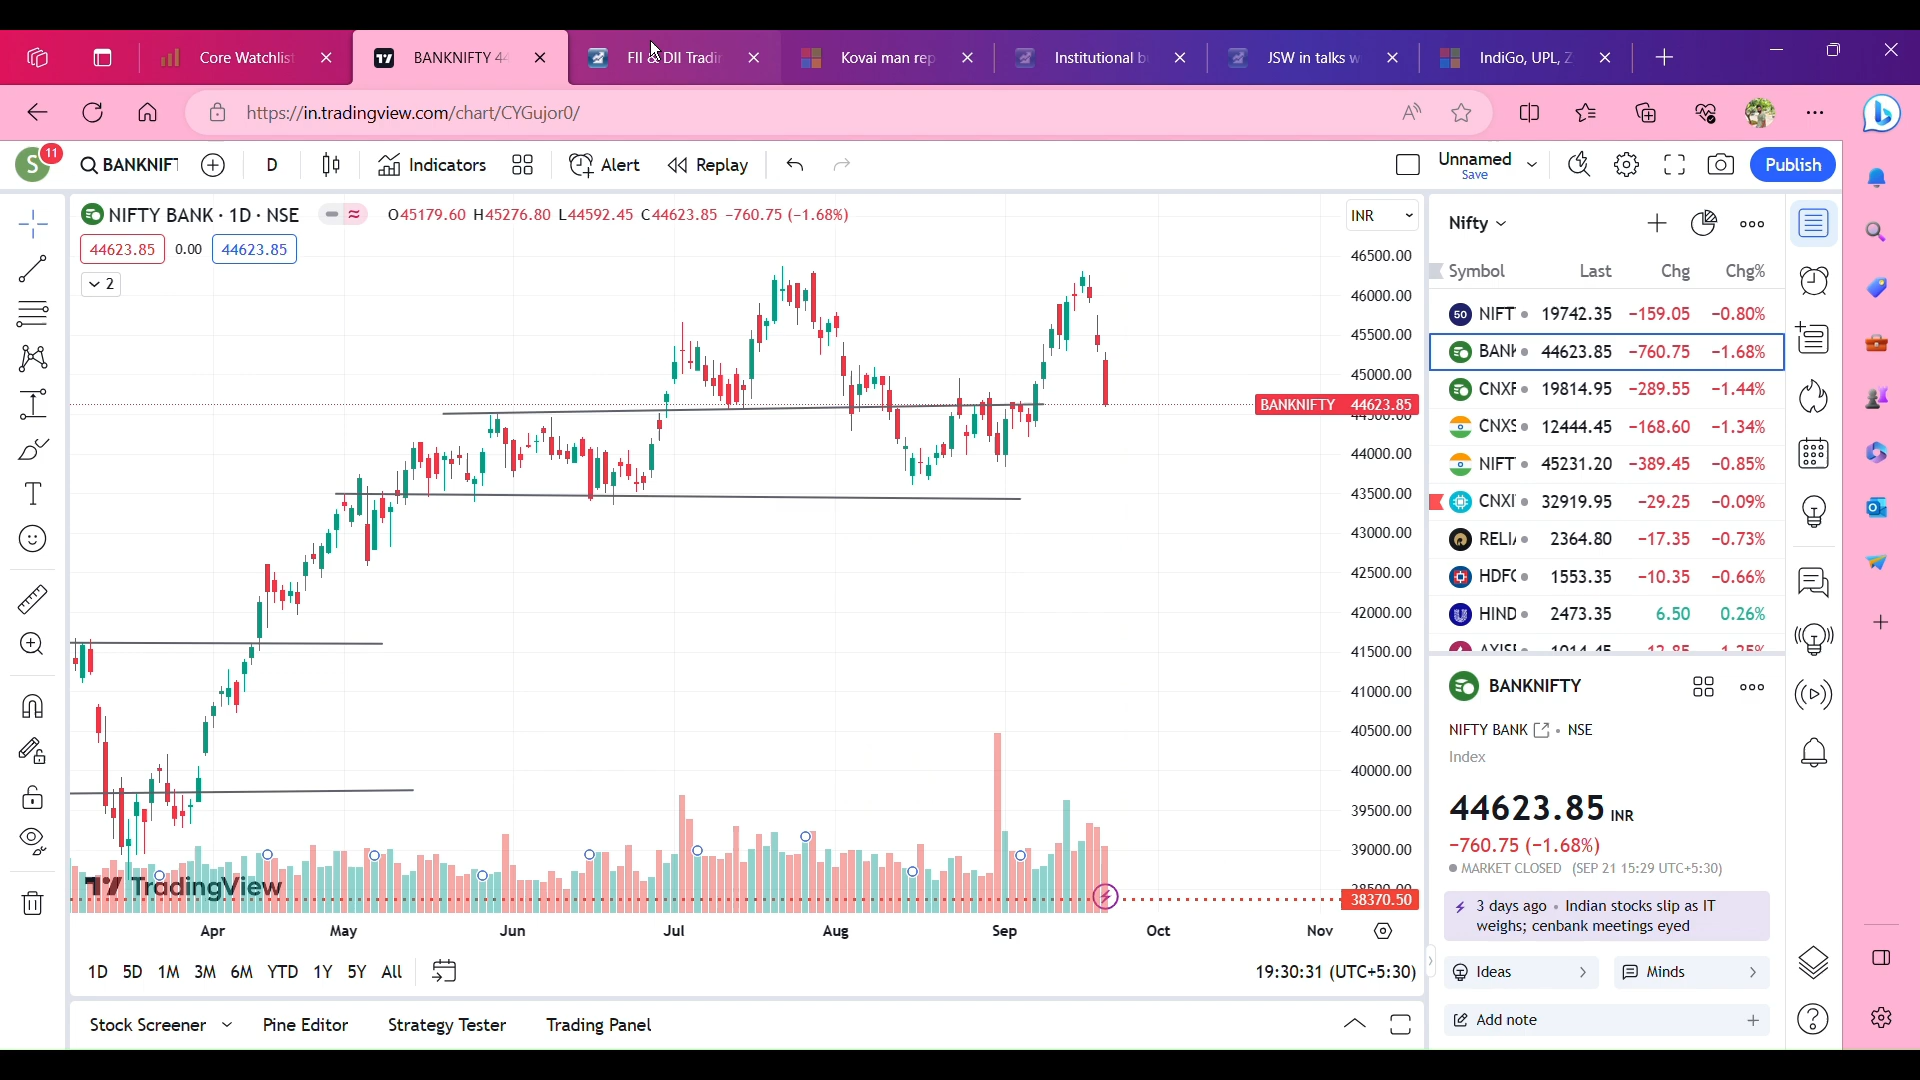 Core Watchlist
BANKNIFTY 44
FII & DII Tradin
Kovai man rep
Institutional b
JSW in talks w
IndiGo, UPL, Z
https://in.tradingview.com/chart/CYGujor0/
S
11
BANKNIFT
D
Indicators
Alert
Replay
Unnamed
Save
Publish
NIFTY BANK · 1D · NSE
O45179.60 H45276.80 L44592.45 C44623.85 -760.75 (-1.68%)
44623.85 0.00 44623.85
2
INR
46500.00
46000.00
45500.00
45000.00
BANKNIFTY 44623.85
44000.00
43500.00
43000.00
42500.00
42000.00
41500.00
41000.00
40500.00
40000.00
39500.00
39000.00
38370.50
TradingView
Apr May Jun Jul Aug Sep Oct Nov
1D 5D 1M 3M 6M YTD 1Y 5Y All
19:30:31 (UTC+5:30)
Stock Screener Pine Editor Strategy Tester Trading Panel
Nifty
Symbol Last Chg Chg%
50 NIFT 19742.35 -159.05 -0.80%
BANK 44623.85 -760.75 -1.68%
CNXF 19814.95 -289.55 -1.44%
CNXS 12444.45 -168.60 -1.34%
NIFT 45231.20 -389.45 -0.85%
CNXI 32919.95 -29.25 -0.09%
RELI 2364.80 -17.35 -0.73%
HDFC 1553.35 -10.35 -0.66%
HIND 2473.35 6.50 0.26%
BANKNIFTY
NIFTY BANK · NSE
Index
44623.85 INR
-760.75 (-1.68%)
MARKET CLOSED (SEP 21 15:29 UTC+5:30)
3 days ago · Indian stocks slip as IT
weighs; cenbank meetings eyed
Ideas
Minds
Add note